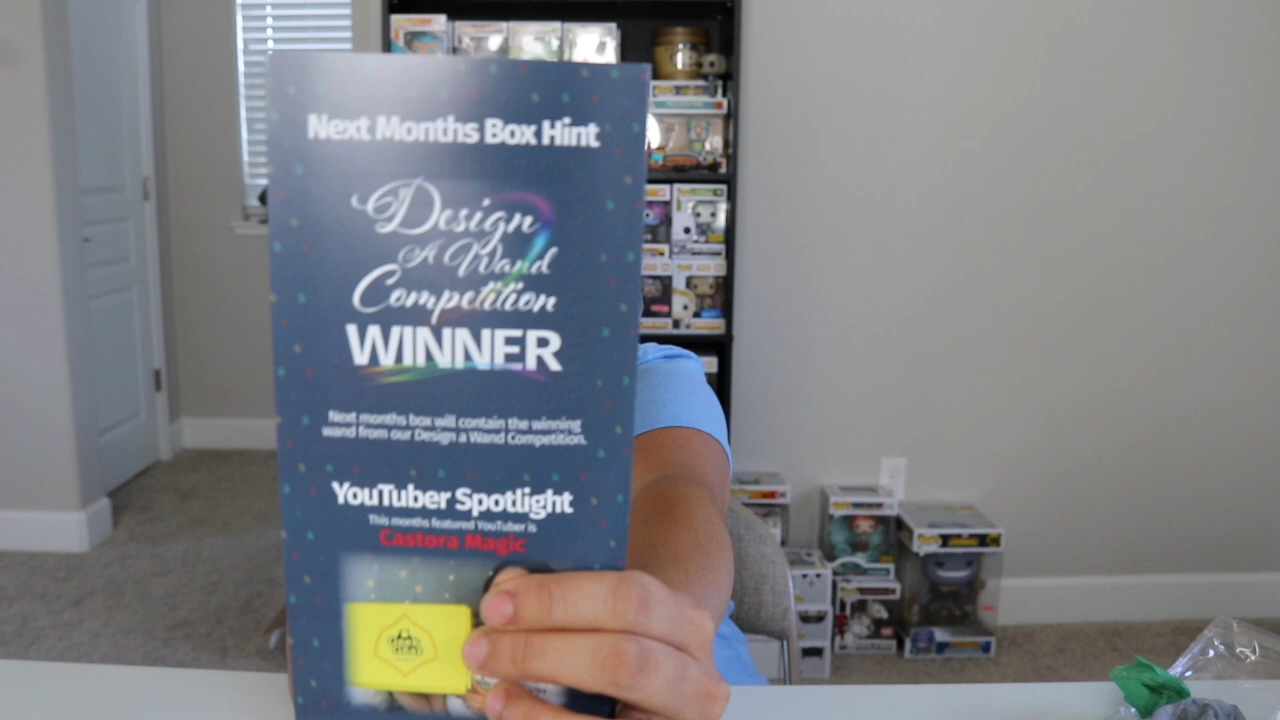 Next Months Box Hint
Design
A Wand
Competition
WINNER
Next months box will contain the winning
wand from our Design a Wand Competition.
YouTuber Spotlight
This months featured YouTuber is
Castora Magic